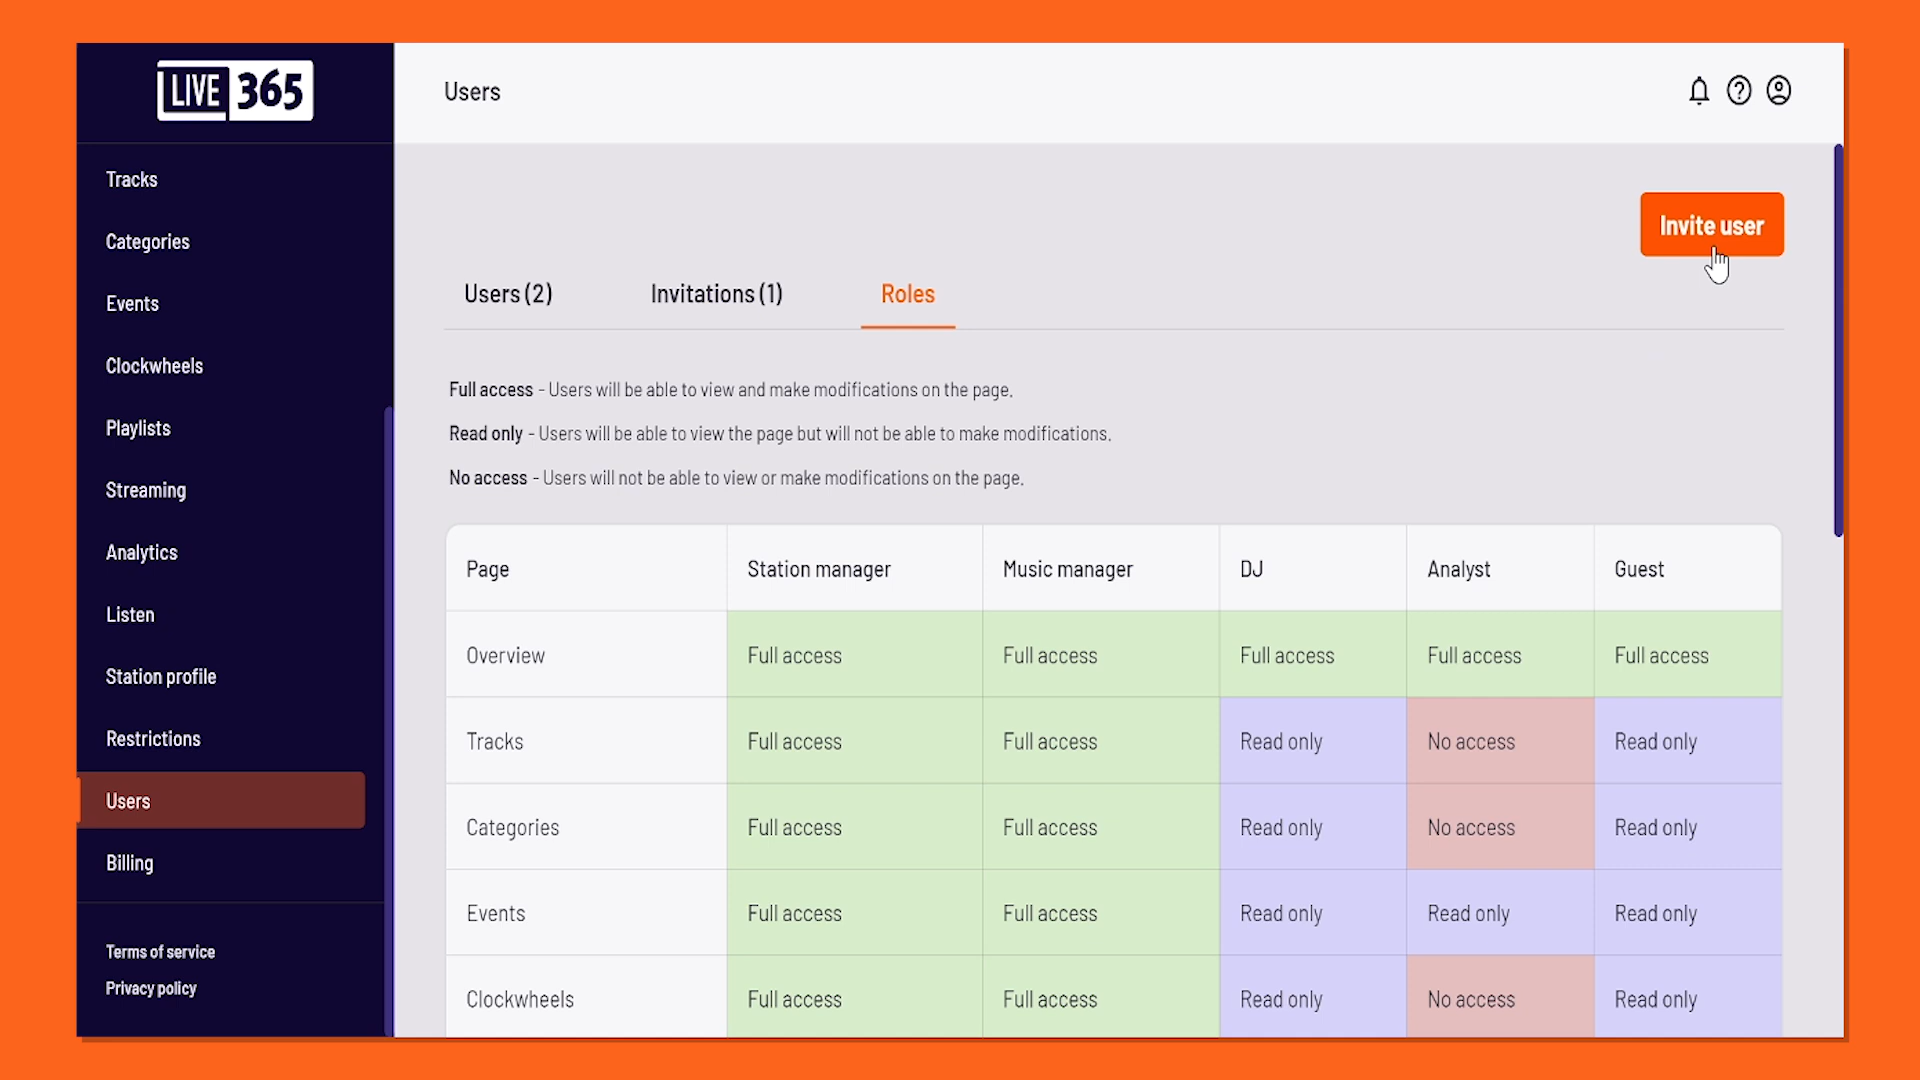 LIVE 365
Users
Tracks
Categories
Events
Clockwheels
Playlists
Streaming
Analytics
Listen
Station profile
Restrictions
Users
Billing
Terms of service
Privacy policy
Invite user
Users (2) Invitations (1) Roles
Full access - Users will be able to view and make modifications on the page.
Read only - Users will be able to view the page but will not be able to make modifications.
No access - Users will not be able to view or make modifications on the page.
Page Station manager Music manager DJ Analyst Guest
Overview Full access Full access Full access Full access Full access
Tracks Full access Full access Read only No access Read only
Categories Full access Full access Read only No access Read only
Events Full access Full access Read only Read only Read only
Clockwheels Full access Full access Read only No access Read only